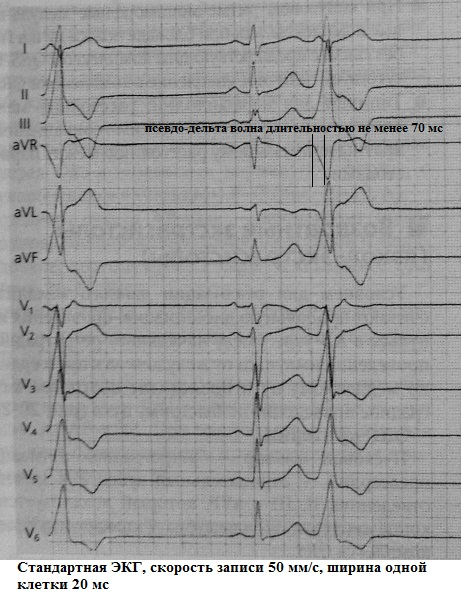 I
II
III
псевдо-дельта волна длительностью не менее 70 мс
aVR
aVL
aVF
V1
V2
V3
V4
V5
V6
Стандартная ЭКГ, скорость записи 50 мм/с, ширина одной
клетки 20 мс